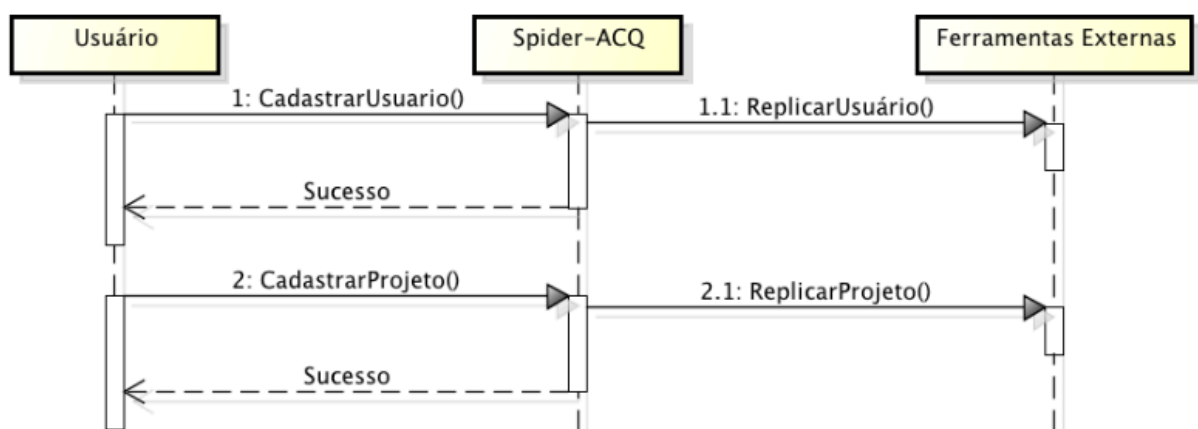 Usuário
Spider-ACQ
Ferramentas Externas
1: CadastrarUsuario()
1.1: ReplicarUsuário()
Sucesso
2: CadastrarProjeto()
2.1: ReplicarProjeto()
Sucesso